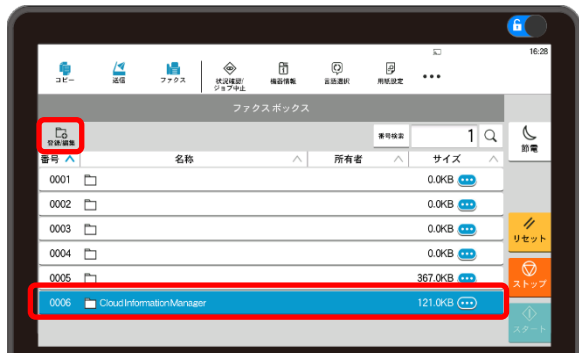 6
16:28
コピー
送信
ファクス
状況確認/
ジョブ中止
機器情報
言語選択
用紙設定
•••
ファクスボックス
登録/編集
番号検索
1
節電
番号
名称
所有者
サイズ
0001
0.0KB
0002
0.0KB
0003
0.0KB
0004
0.0KB
0005
367.0KB
0006
Cloud Information Manager
121.0KB
リセット
ストップ
スタート